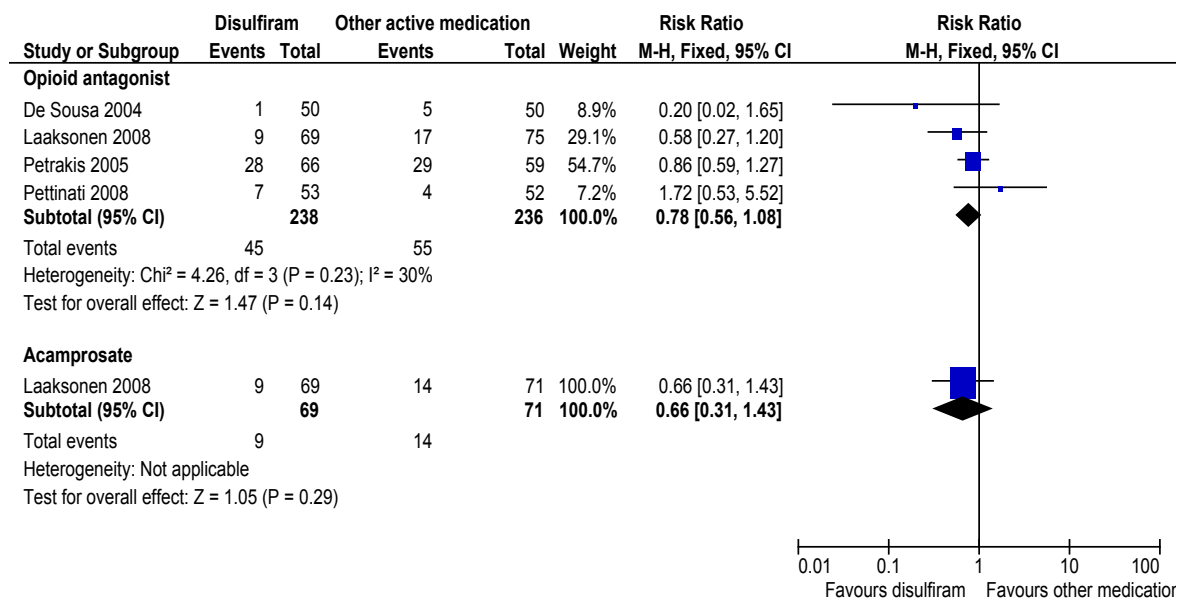 Disulfiram Other active medication Risk Ratio Risk Ratio
Study or Subgroup Events Total Events Total Weight M-H, Fixed, 95% CI M-H, Fixed, 95% CI
Opioid antagonist
De Sousa 2004 1 50 5 50 8.9% 0.20 [0.02, 1.65]
Laaksonen 2008 9 69 17 75 29.1% 0.58 [0.27, 1.20]
Petrakis 2005 28 66 29 59 54.7% 0.86 [0.59, 1.27]
Pettinati 2008 7 53 4 52 7.2% 1.72 [0.53, 5.52]
Subtotal (95% CI) 238 236 100.0% 0.78 [0.56, 1.08]
Total events 45 55
Heterogeneity: Chi² = 4.26, df = 3 (P = 0.23); I² = 30%
Test for overall effect: Z = 1.47 (P = 0.14)
Acamprosate
Laaksonen 2008 9 69 14 71 100.0% 0.66 [0.31, 1.43]
Subtotal (95% CI) 69 71 100.0% 0.66 [0.31, 1.43]
Total events 9 14
Heterogeneity: Not applicable
Test for overall effect: Z = 1.05 (P = 0.29)
0.01 0.1 1 10 100
Favours disulfiram Favours other medication